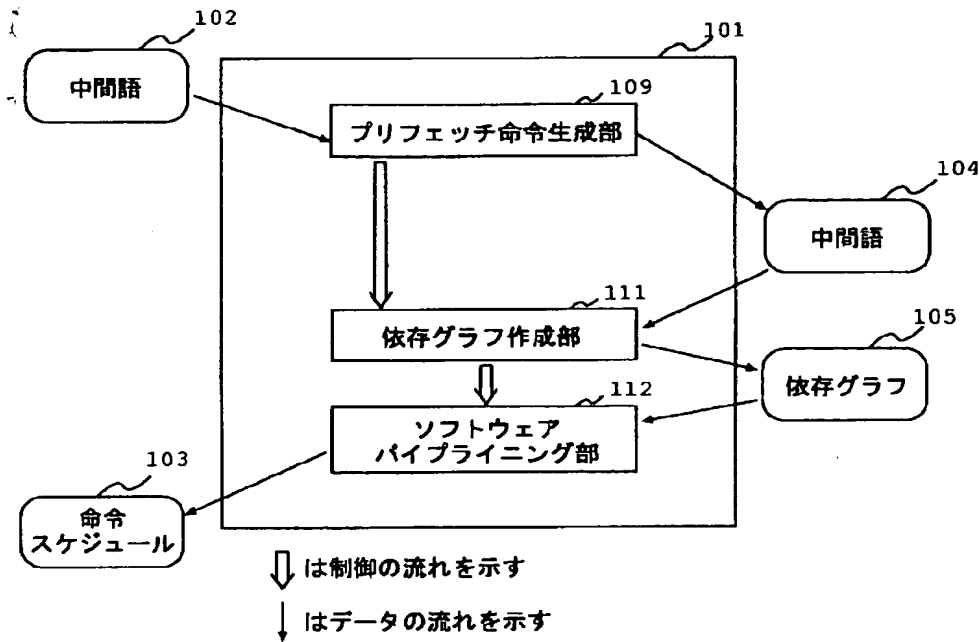 102
中間語
101
109
プリフェッチ命令生成部
104
中間語
111
依存グラフ作成部
105
依存グラフ
112
ソフトウェア
パイプライニング部
103
命令
スケジュール
は制御の流れを示す
はデータの流れを示す